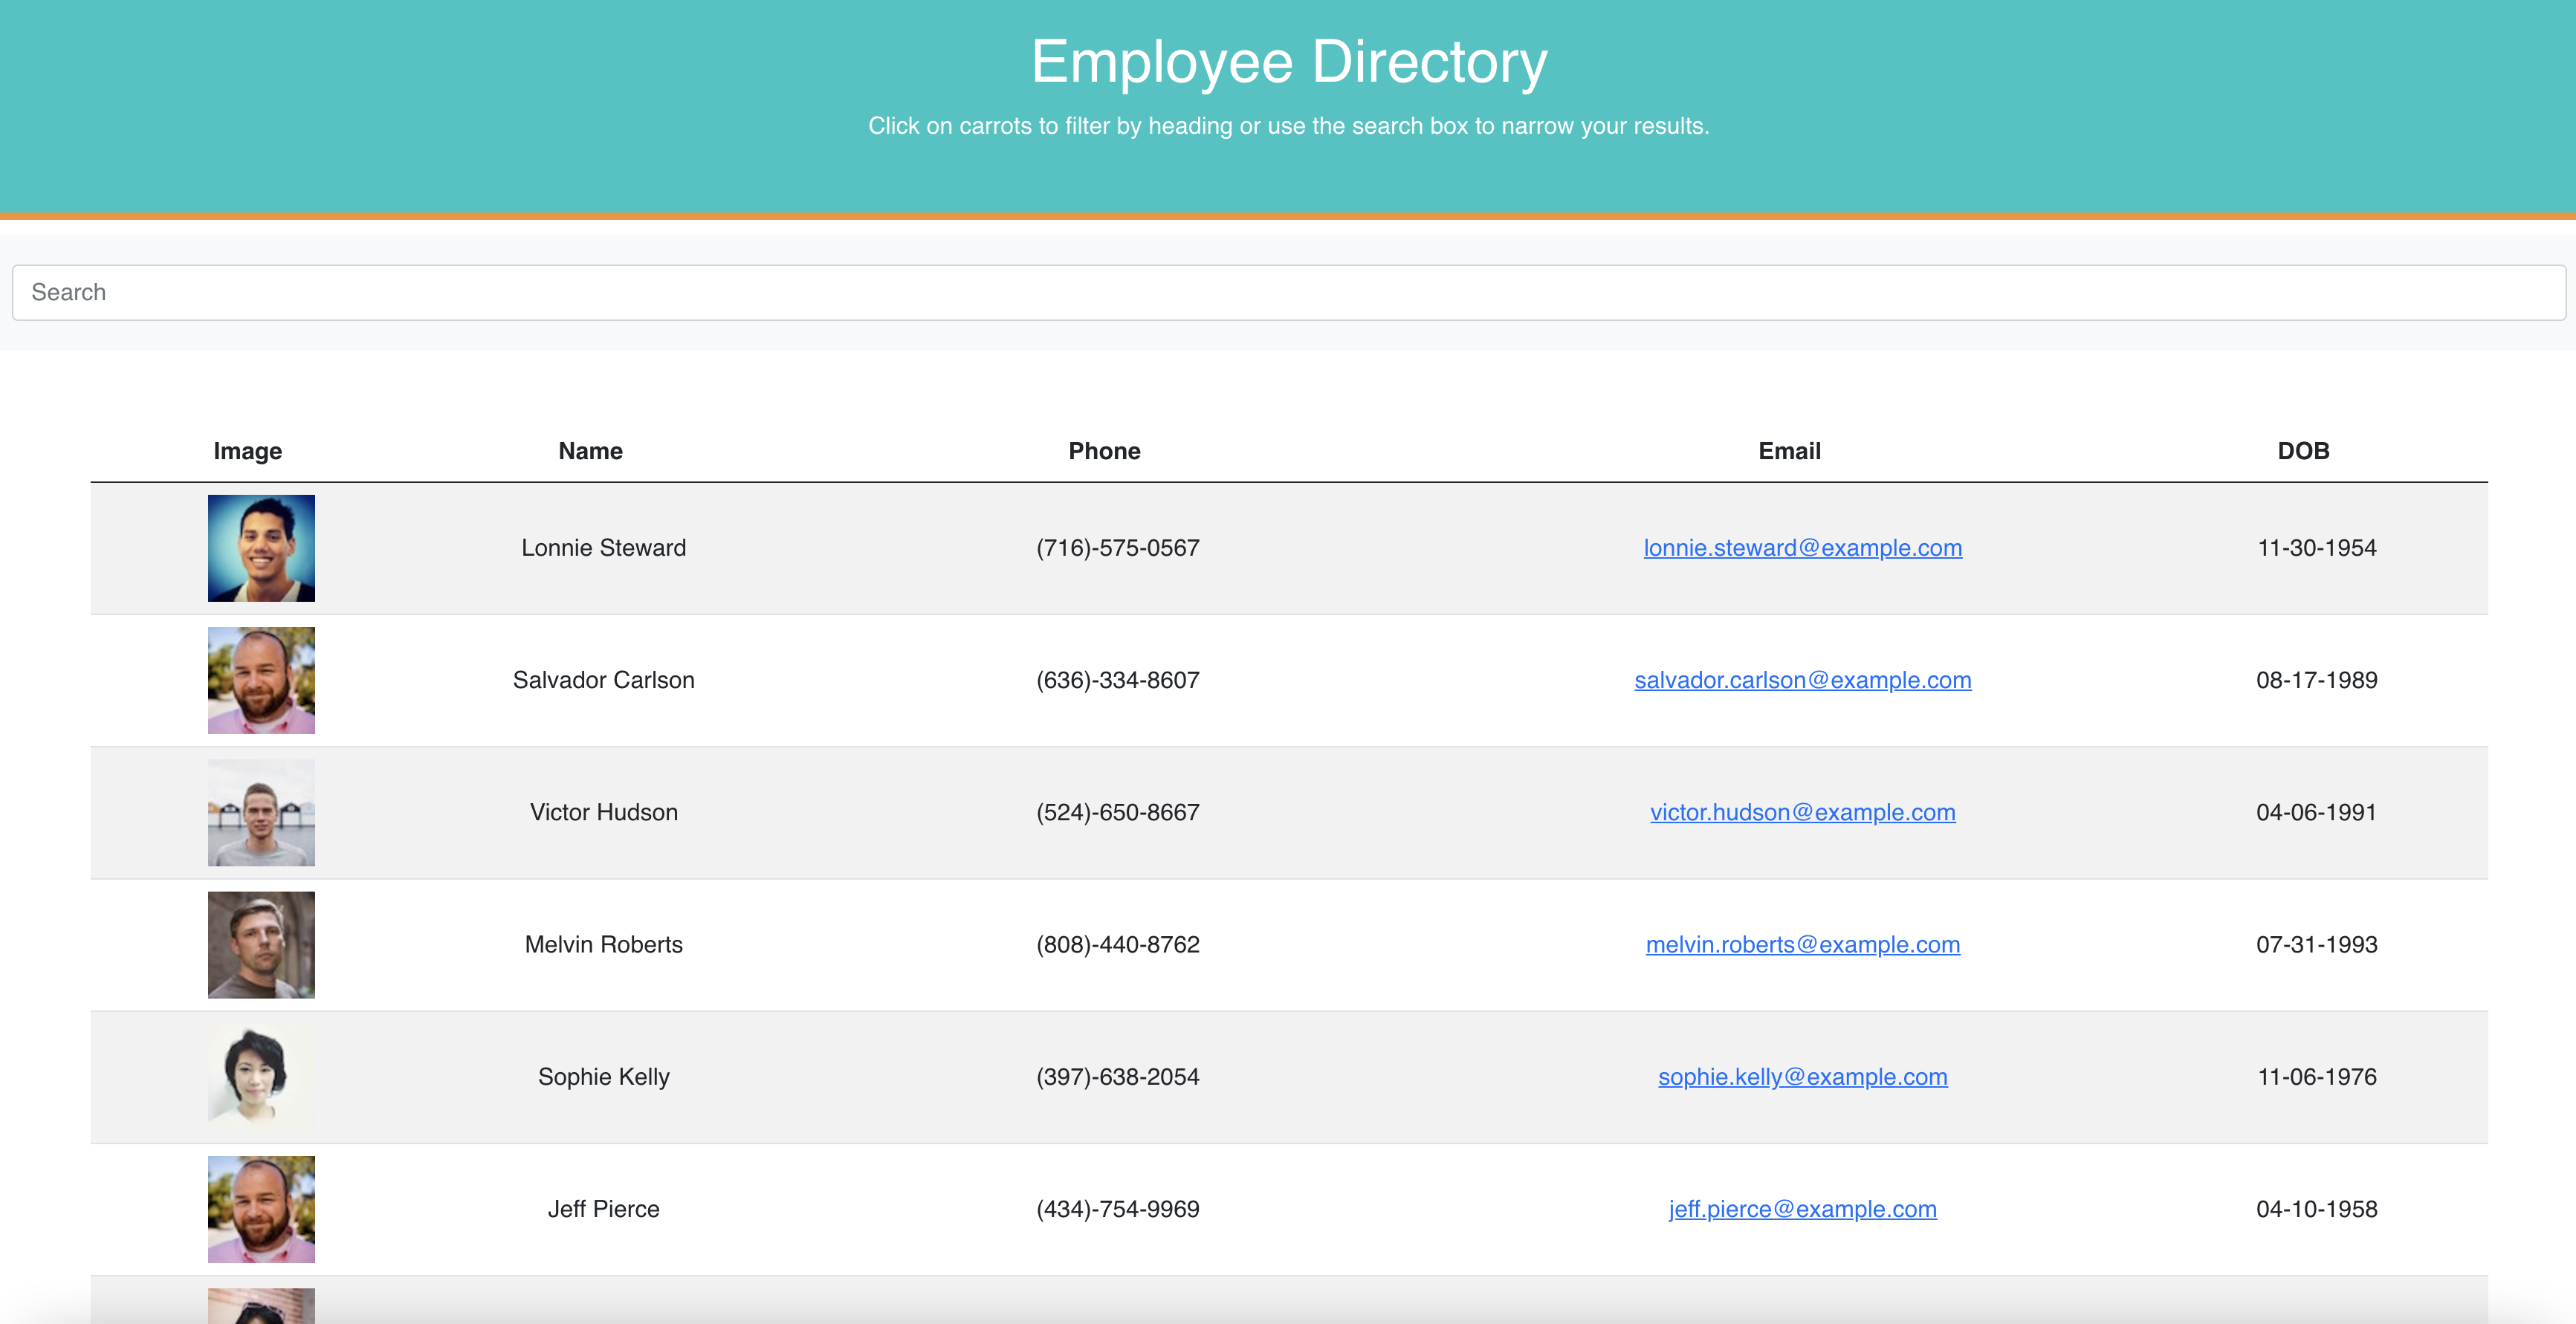 Employee Directory
Click on carrots to filter by heading or use the search box to narrow your results.
Search
Image Name Phone Email DOB
Lonnie Steward (716)-575-0567 lonnie.steward@example.com 11-30-1954
Salvador Carlson (636)-334-8607 salvador.carlson@example.com 08-17-1989
Victor Hudson (524)-650-8667 victor.hudson@example.com 04-06-1991
Melvin Roberts (808)-440-8762 melvin.roberts@example.com 07-31-1993
Sophie Kelly (397)-638-2054 sophie.kelly@example.com 11-06-1976
Jeff Pierce (434)-754-9969 jeff.pierce@example.com 04-10-1958